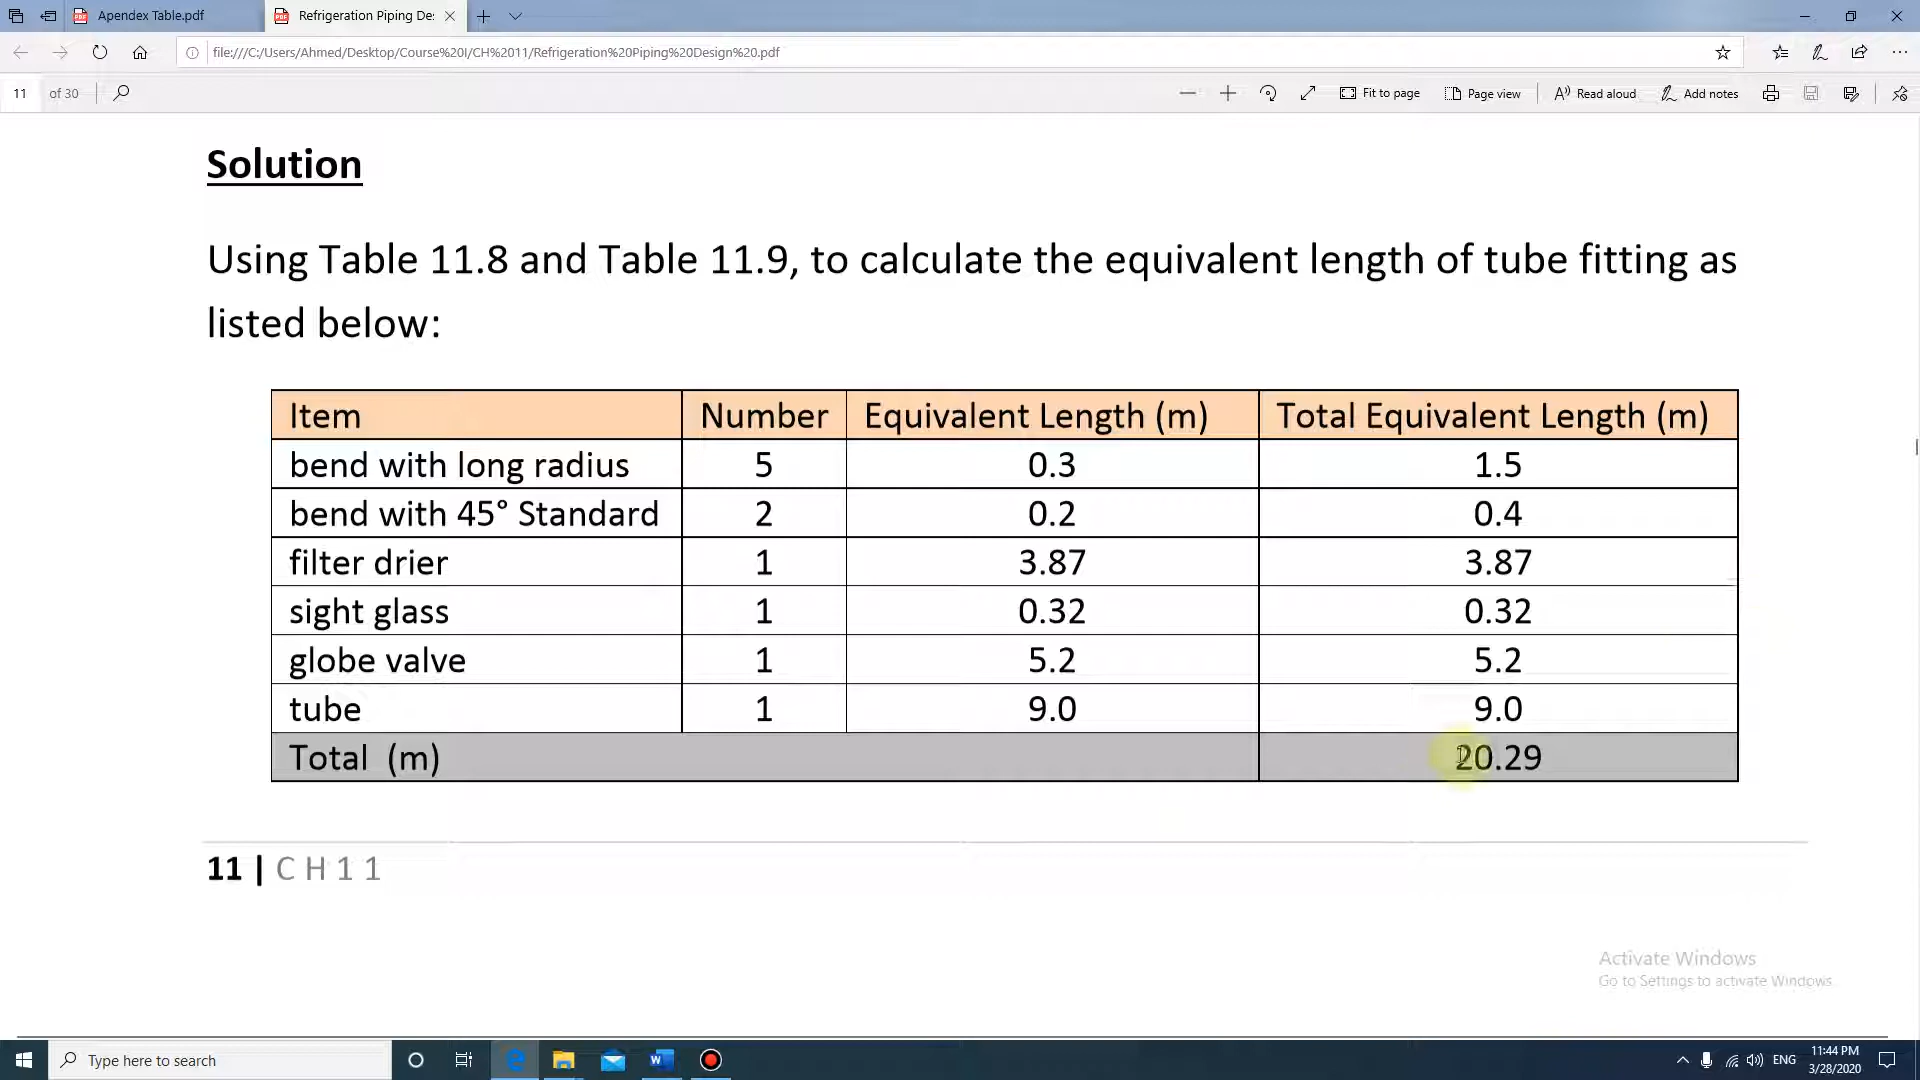 Apendex Table.pdf
Refrigeration Piping De:
file:///C:/Users/Ahmed/Desktop/Course%20I/CH%2011/Refrigeration%20Piping%20Design%20.pdf
11 of 30
Fit to page
Page view
Read aloud
Add notes
Solution
Using Table 11.8 and Table 11.9, to calculate the equivalent length of tube fitting as
listed below:
Item Number Equivalent Length (m) Total Equivalent Length (m)
bend with long radius 5 0.3 1.5
bend with 45° Standard 2 0.2 0.4
filter drier 1 3.87 3.87
sight glass 1 0.32 0.32
globe valve 1 5.2 5.2
tube 1 9.0 9.0
Total (m) 20.29
11 | CH11
Activate Windows
Go to Settings to activate Windows.
Type here to search
ENG
11:44 PM
3/28/2020